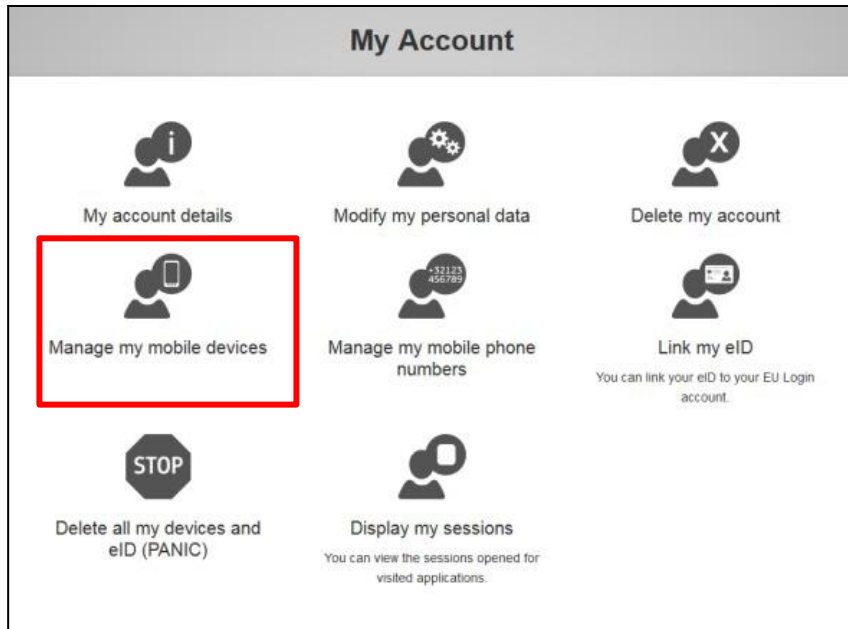 My Account
i
X
My account details
Modify my personal data
Delete my account
+32123
456789
Manage my mobile devices
Manage my mobile phone
numbers
Link my eID
You can link your eID to your EU Login
account.
STOP
Delete all my devices and
eID (PANIC)
Display my sessions
You can view the sessions opened for
visited applications.